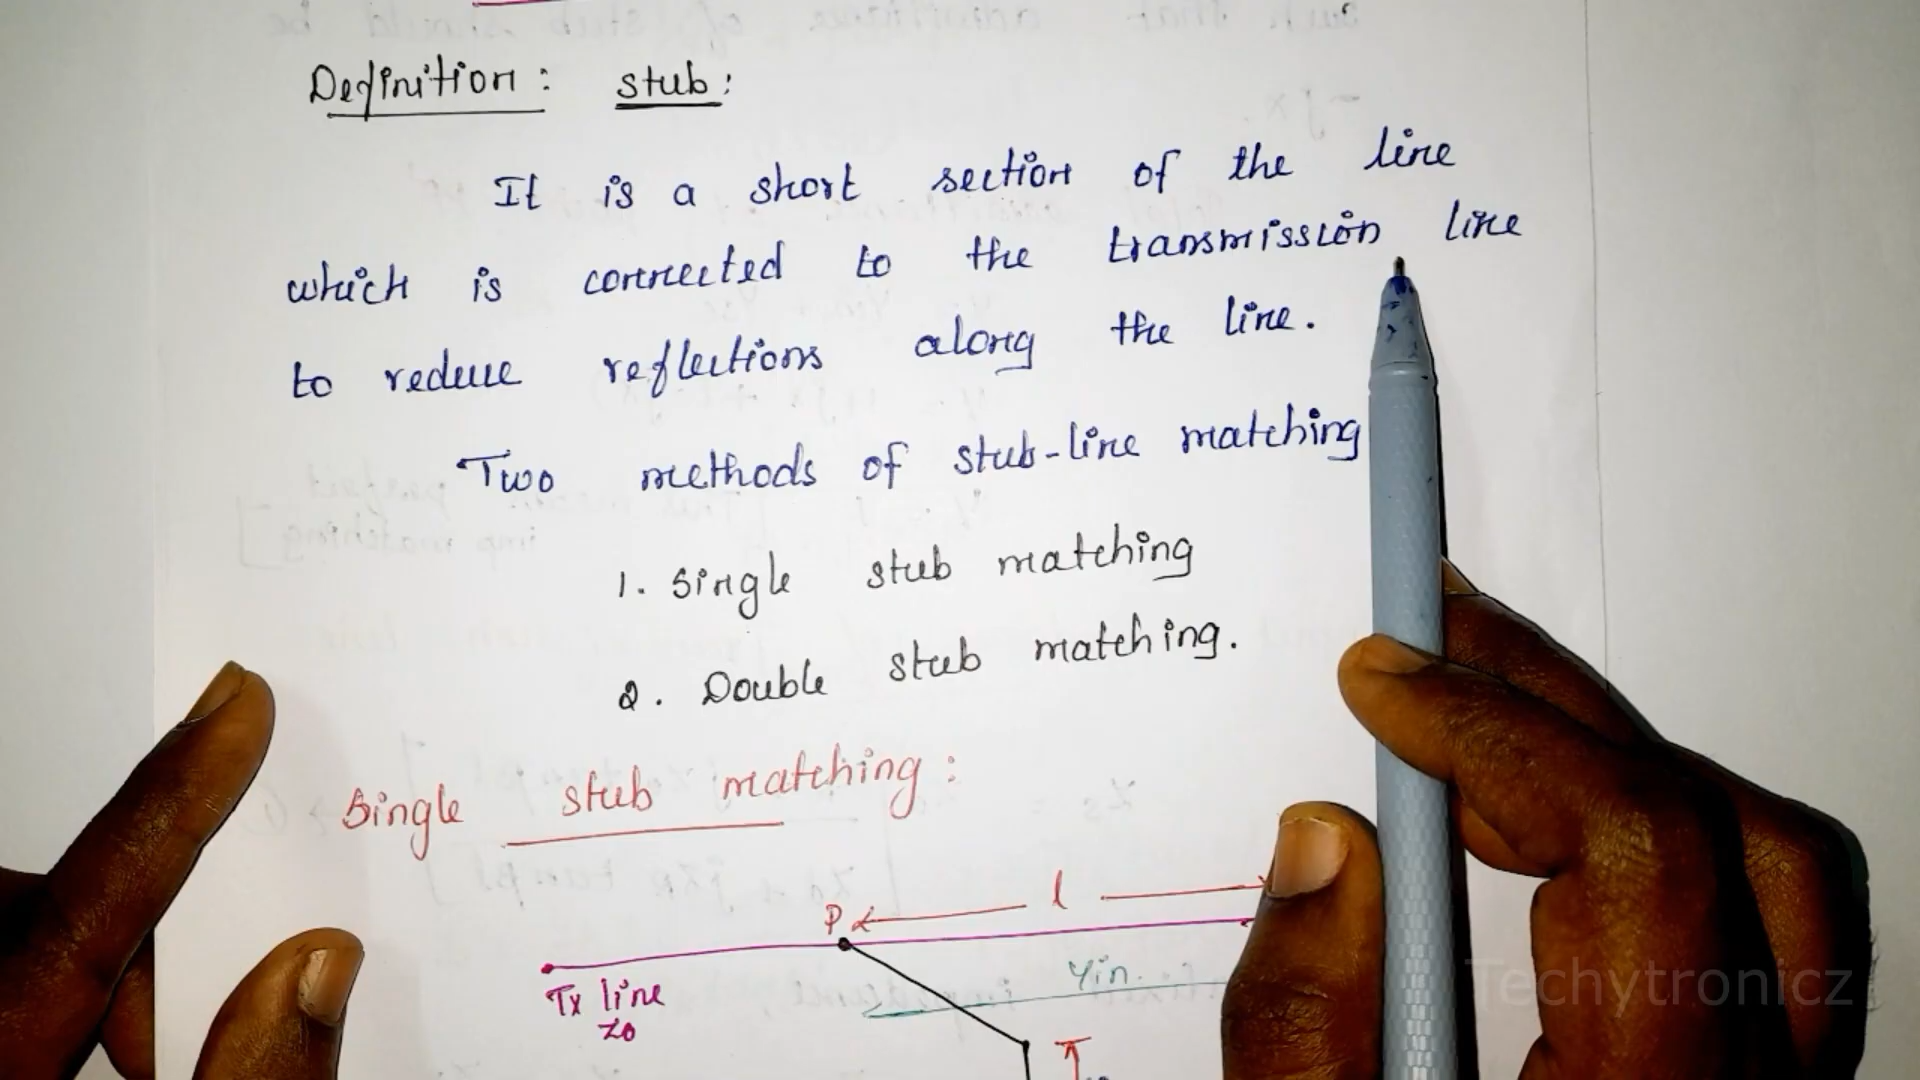 Definition: stub:
It is a short section of the line
which is connected to the transmission line
to reduce reflections along the line.
Two methods of stub-line matching
1. Single stub matching
2. Double stub matching.
Single stub matching:
P l
Yin
Tx line
Z0
Techytronicz